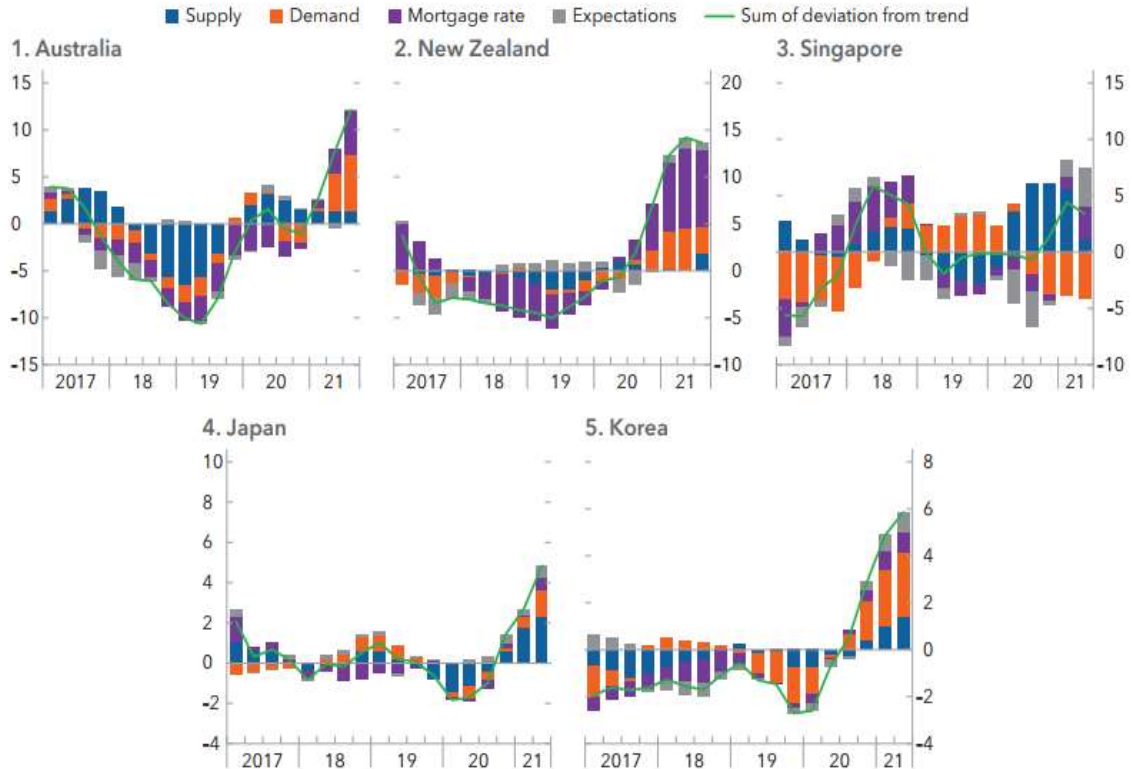 Supply Demand Mortgage rate Expectations Sum of deviation from trend
1. Australia 2. New Zealand 3. Singapore
15 20 15
10 15 10
5 10 5
0 5 0
-5 0 -5
-10 -5 -10
-15 -10
2017 18 19 20 21 2017 18 19 20 21 2017 18 19 20 21
4. Japan 5. Korea
10 8
8 6
6 4
4 2
2 0
0 -2
-2 -4
-4
2017 18 19 20 21 2017 18 19 20 21